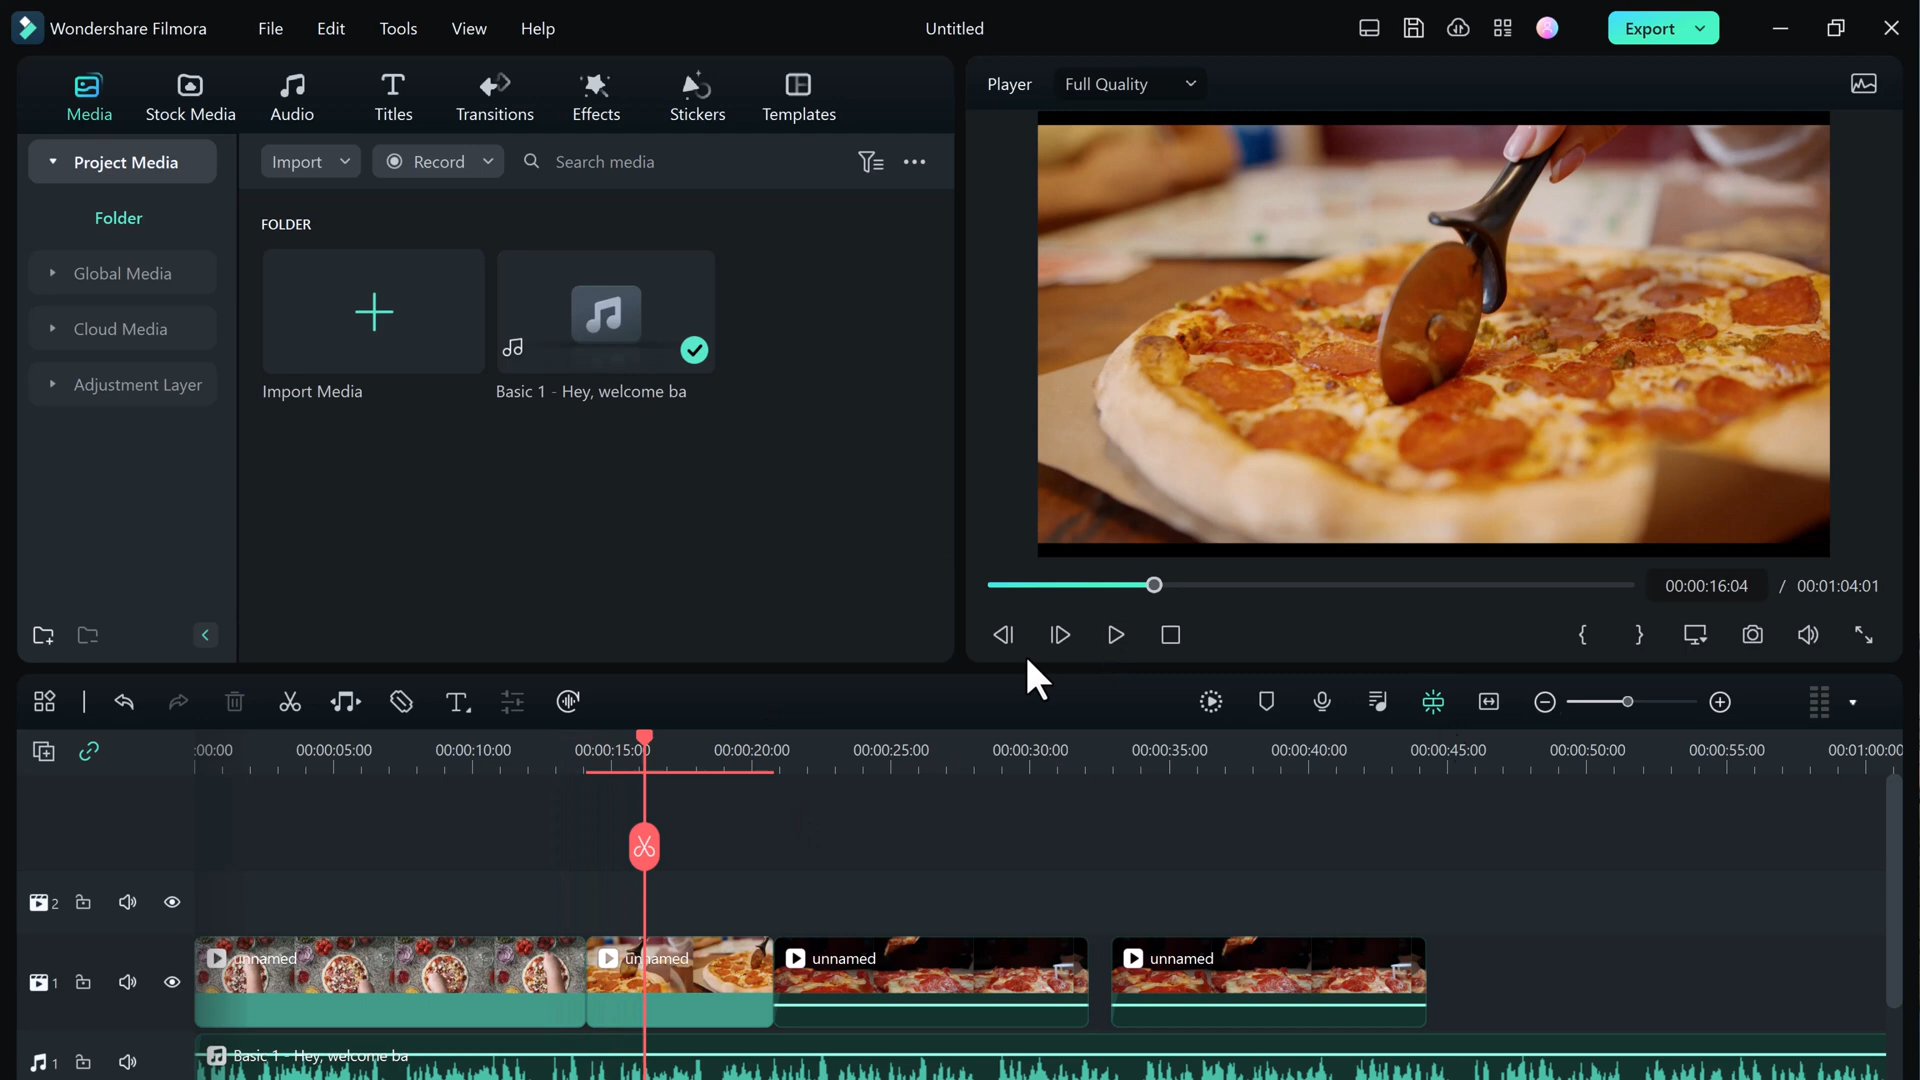 Wondershare Filmora
File
Edit
Tools
View
Help
Untitled
Export
Media
Stock Media
Audio
Titles
Transitions
Effects
Stickers
Templates
Player
Full Quality
Project Media
Import
Record
Search media
Folder
FOLDER
Global Media
Cloud Media
Adjustment Layer
Import Media
Basic 1 - Hey, welcome ba
00:00:16:04 / 00:01:04:01
:00:00
00:00:05:00
00:00:10:00
00:00:15:00
00:00:20:00
00:00:25:00
00:00:30:00
00:00:35:00
00:00:40:00
00:00:45:00
00:00:50:00
00:00:55:00
00:01:00:00
2
unnamed
unnamed
unnamed
unnamed
1
Basic 1 - Hey, welcome ba
1